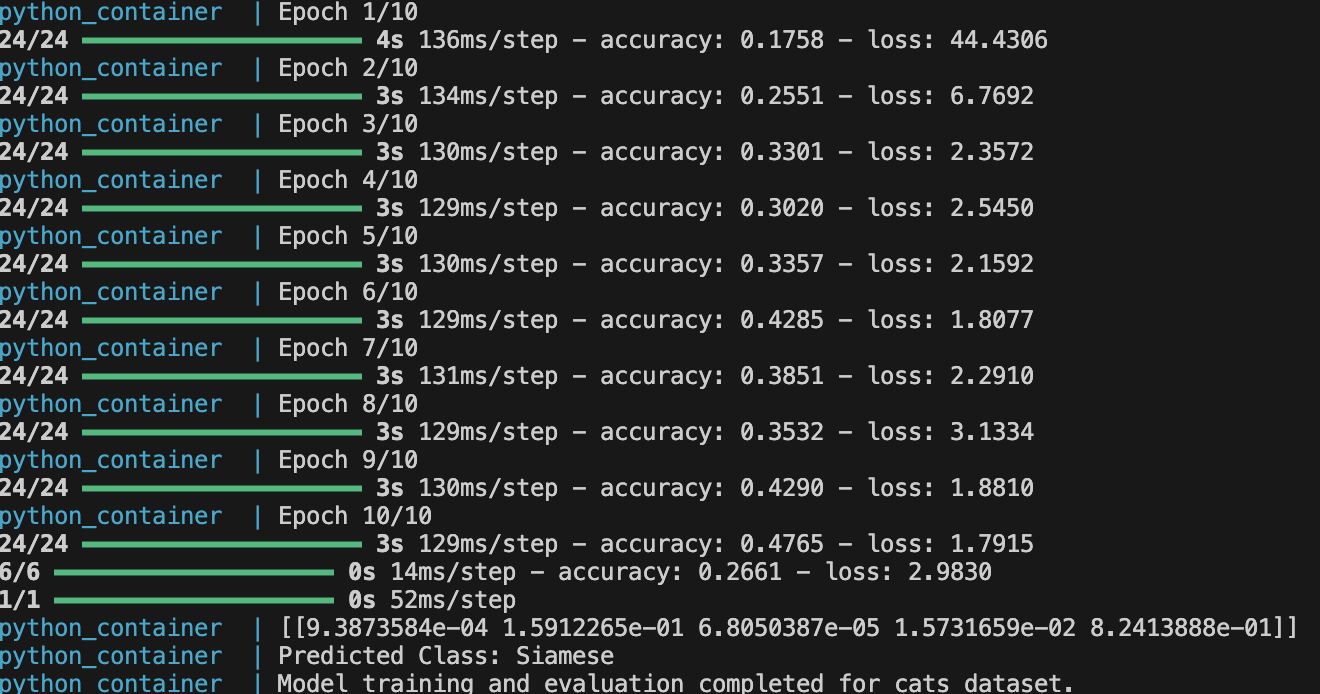 python_container | Epoch 1/10
24/24 4s 136ms/step – accuracy: 0.1758 – loss: 44.4306
python_container | Epoch 2/10
24/24 3s 134ms/step – accuracy: 0.2551 – loss: 6.7692
python_container | Epoch 3/10
24/24 3s 130ms/step – accuracy: 0.3301 – loss: 2.3572
python_container | Epoch 4/10
24/24 3s 129ms/step – accuracy: 0.3020 – loss: 2.5450
python_container | Epoch 5/10
24/24 3s 130ms/step – accuracy: 0.3357 – loss: 2.1592
python_container | Epoch 6/10
24/24 3s 129ms/step – accuracy: 0.4285 – loss: 1.8077
python_container | Epoch 7/10
24/24 3s 131ms/step – accuracy: 0.3851 – loss: 2.2910
python_container | Epoch 8/10
24/24 3s 129ms/step – accuracy: 0.3532 – loss: 3.1334
python_container | Epoch 9/10
24/24 3s 130ms/step – accuracy: 0.4290 – loss: 1.8810
python_container | Epoch 10/10
24/24 3s 129ms/step – accuracy: 0.4765 – loss: 1.7915
6/6 0s 14ms/step – accuracy: 0.2661 – loss: 2.9830
1/1 0s 52ms/step
python_container | [[9.3873584e-04 1.5912265e-01 6.8050387e-05 1.5731659e-02 8.2413888e-01]]
python_container | Predicted Class: Siamese
python_container | Model training and evaluation completed for cats dataset.